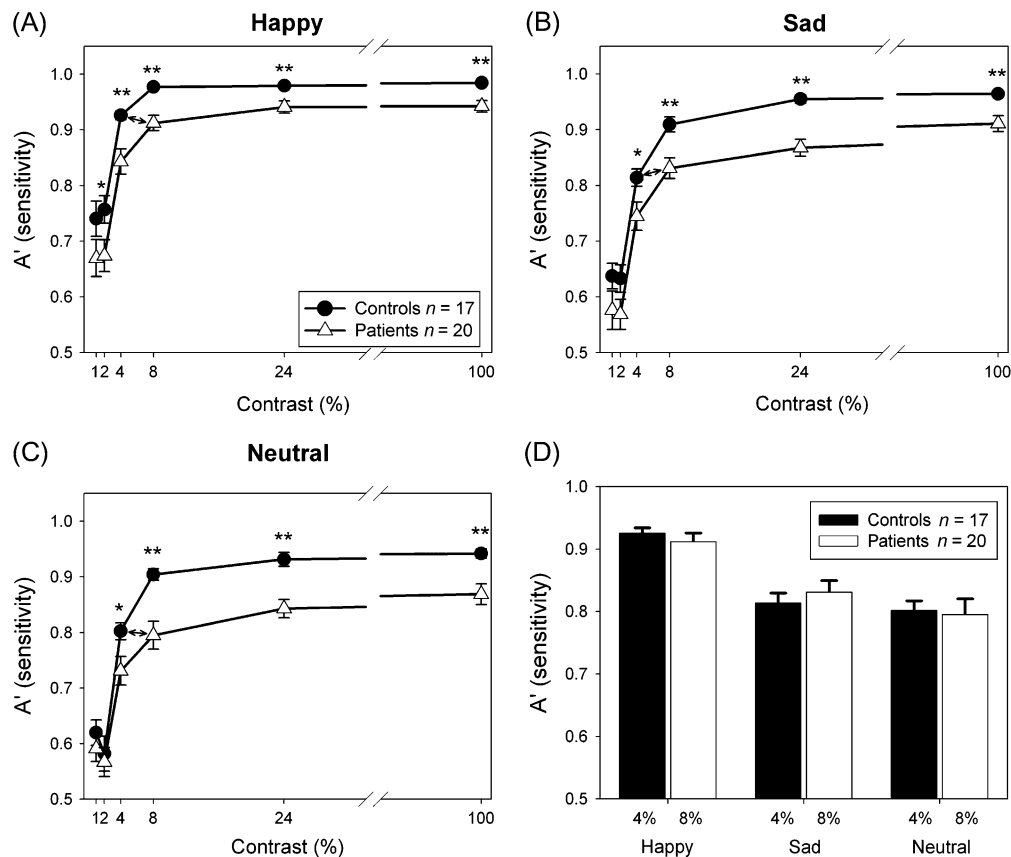 (A)
Happy
A' (sensitivity)
1.0
0.9
0.8
0.7
0.6
0.5
*
**
**
**
**
Controls n = 17
Patients n = 20
1 2 4 8 24 100
Contrast (%)
(B)
Sad
A' (sensitivity)
1.0
0.9
0.8
0.7
0.6
0.5
*
**
**
**
1 2 4 8 24 100
Contrast (%)
(C)
Neutral
A' (sensitivity)
1.0
0.9
0.8
0.7
0.6
0.5
*
**
**
**
1 2 4 8 24 100
Contrast (%)
(D)
A' (sensitivity)
1.0
0.9
0.8
0.7
0.6
0.5
Controls n = 17
Patients n = 20
4% 8% 4% 8% 4% 8%
Happy Sad Neutral